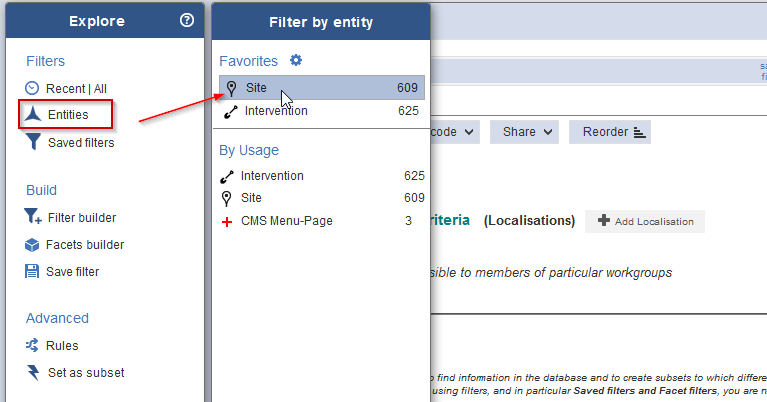 Explore
Filters
Recent | All
Entities
Saved filters
Build
Filter builder
Facets builder
Save filter
Advanced
Rules
Set as subset
Filter by entity
Favorites
Site 609
Intervention 625
By Usage
Intervention 625
Site 609
CMS Menu-Page 3
sa
fi
code
Share
Reorder
riteria (Localisations) Add Localisation
sible to members of particular workgroups
to find information in the database and to create subsets to which differe
using filters, and in particular Saved filters and Facet filters, you are n